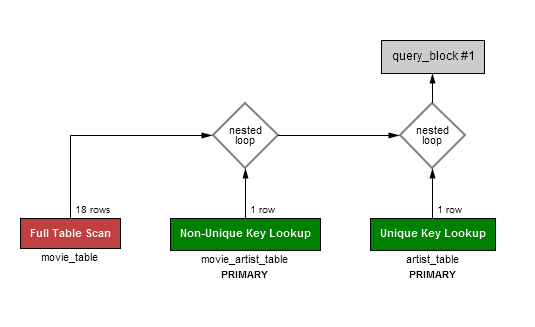 query_block #1
nested
loop
nested
loop
18 rows
1 row
1 row
Full Table Scan
Non-Unique Key Lookup
Unique Key Lookup
movie_table
movie_artist_table
artist_table
PRIMARY
PRIMARY